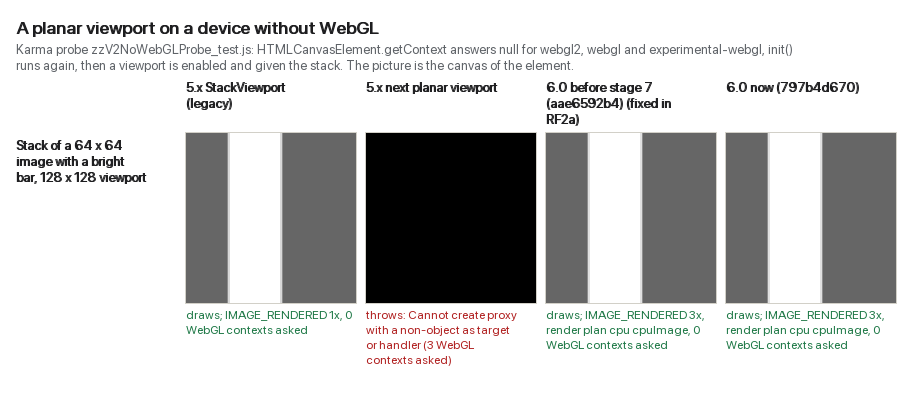 A planar viewport on a device without WebGL
Karma probe zzV2NoWebGLProbe_test.js: HTMLCanvasElement.getContext answers null for webgl2, webgl and experimental-webgl, init()
runs again, then a viewport is enabled and given the stack. The picture is the canvas of the element.
5.x StackViewport
(legacy)
5.x next planar viewport
6.0 before stage 7
(aae6592b4) (fixed in
RF2a)
6.0 now (797b4d670)
Stack of a 64 x 64
image with a bright
bar, 128 x 128 viewport
draws; IMAGE_RENDERED 1x, 0
WebGL contexts asked
throws: Cannot create proxy
with a non-object as target
or handler (3 WebGL
contexts asked)
draws; IMAGE_RENDERED 3x,
render plan cpu cpuImage, 0
WebGL contexts asked
draws; IMAGE_RENDERED 3x,
render plan cpu cpuImage, 0
WebGL contexts asked